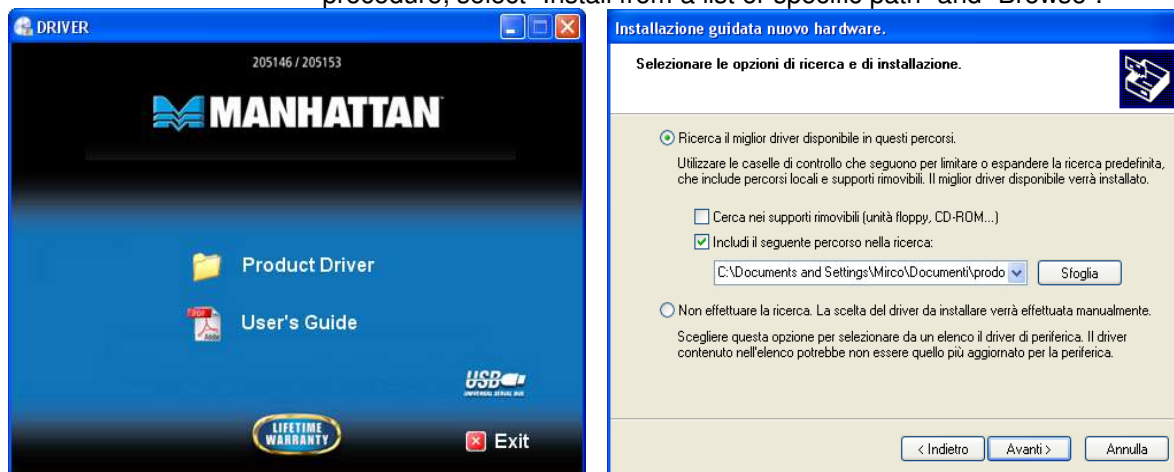 procedure, select "Install from a list or specific path" and "Browse".
DRIVER
205146 / 205153
MANHATTAN
Product Driver
User's Guide
USB
UNIVERSAL SERIAL BUS
LIFETIME
WARRANTY
Exit
Installazione guidata nuovo hardware.
Selezionare le opzioni di ricerca e di installazione.
Ricerca il miglior driver disponibile in questi percorsi.
Utilizzare le caselle di controllo che seguono per limitare o espandere la ricerca predefinita,
che include percorsi locali e supporti rimovibili. Il miglior driver disponibile verrà installato.
Cerca nei supporti rimovibili (unità floppy, CD-ROM...)
Includi il seguente percorso nella ricerca:
C:\Documents and Settings\Mirco\Documenti\prodo
Sfoglia
Non effettuare la ricerca. La scelta del driver da installare verrà effettuata manualmente.
Scegliere questa opzione per selezionare da un elenco il driver di periferica. Il driver
contenuto nell'elenco potrebbe non essere quello più aggiornato per la periferica.
< Indietro
Avanti >
Annulla